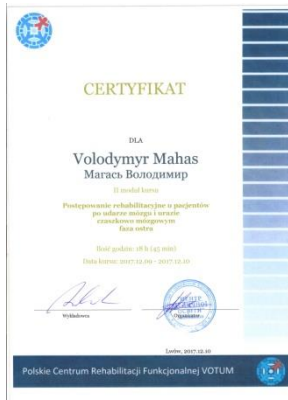 CERTYFIKAT
DLA
Volodymyr Mahas
Магась Володимир
II moduł kursu
Postępowanie rehabilitacyjne u pacjentów
po udarze mózgu i urazie
czaszkowo mózgowym
faza ostra
Ilość godzin: 18 h (45 min)
Data kursu: 2017.12.09 - 2017.12.10
Wykładowca
Organizator
Lwów, 2017.12.10
Polskie Centrum Rehabilitacji Funkcjonalnej VOTUM